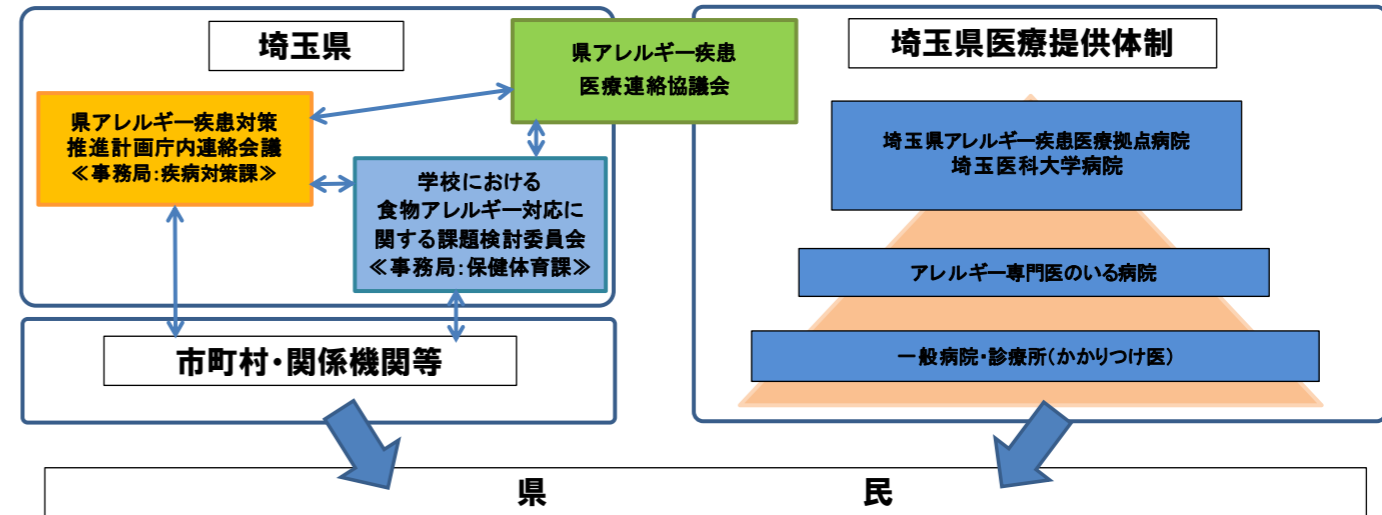 埼玉県
県アレルギー疾患
医療連絡協議会
埼玉県医療提供体制
県アレルギー疾患対策
推進計画庁内連絡会議
≪事務局:疾病対策課≫
学校における
食物アレルギー対応に
関する課題検討委員会
≪事務局:保健体育課≫
埼玉県アレルギー疾患医療拠点病院
埼玉医科大学病院
アレルギー専門医のいる病院
一般病院・診療所(かかりつけ医)
市町村・関係機関等
県 民